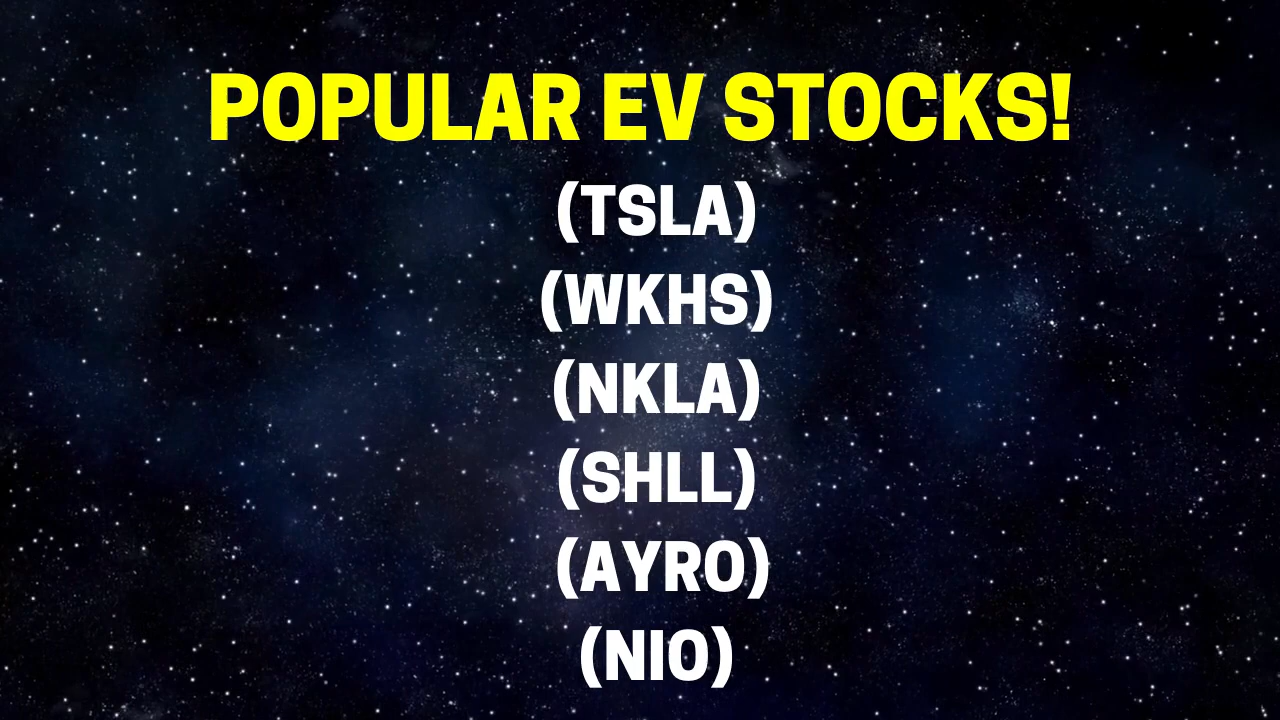 POPULAR EV STOCKS!
(TSLA)
(WKHS)
(NKLA)
(SHLL)
(AYRO)
(NIO)